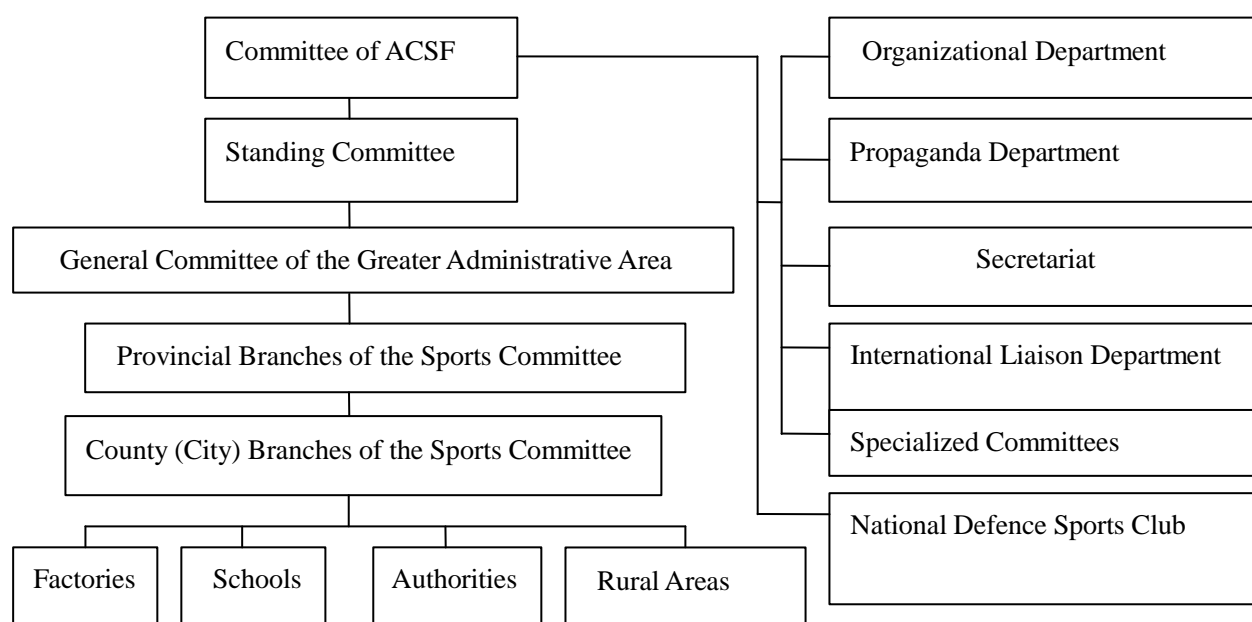 Committee of ACSF
Standing Committee
General Committee of the Greater Administrative Area
Provincial Branches of the Sports Committee
County (City) Branches of the Sports Committee
Factories
Schools
Authorities
Rural Areas
Organizational Department
Propaganda Department
Secretariat
International Liaison Department
Specialized Committees
National Defence Sports Club